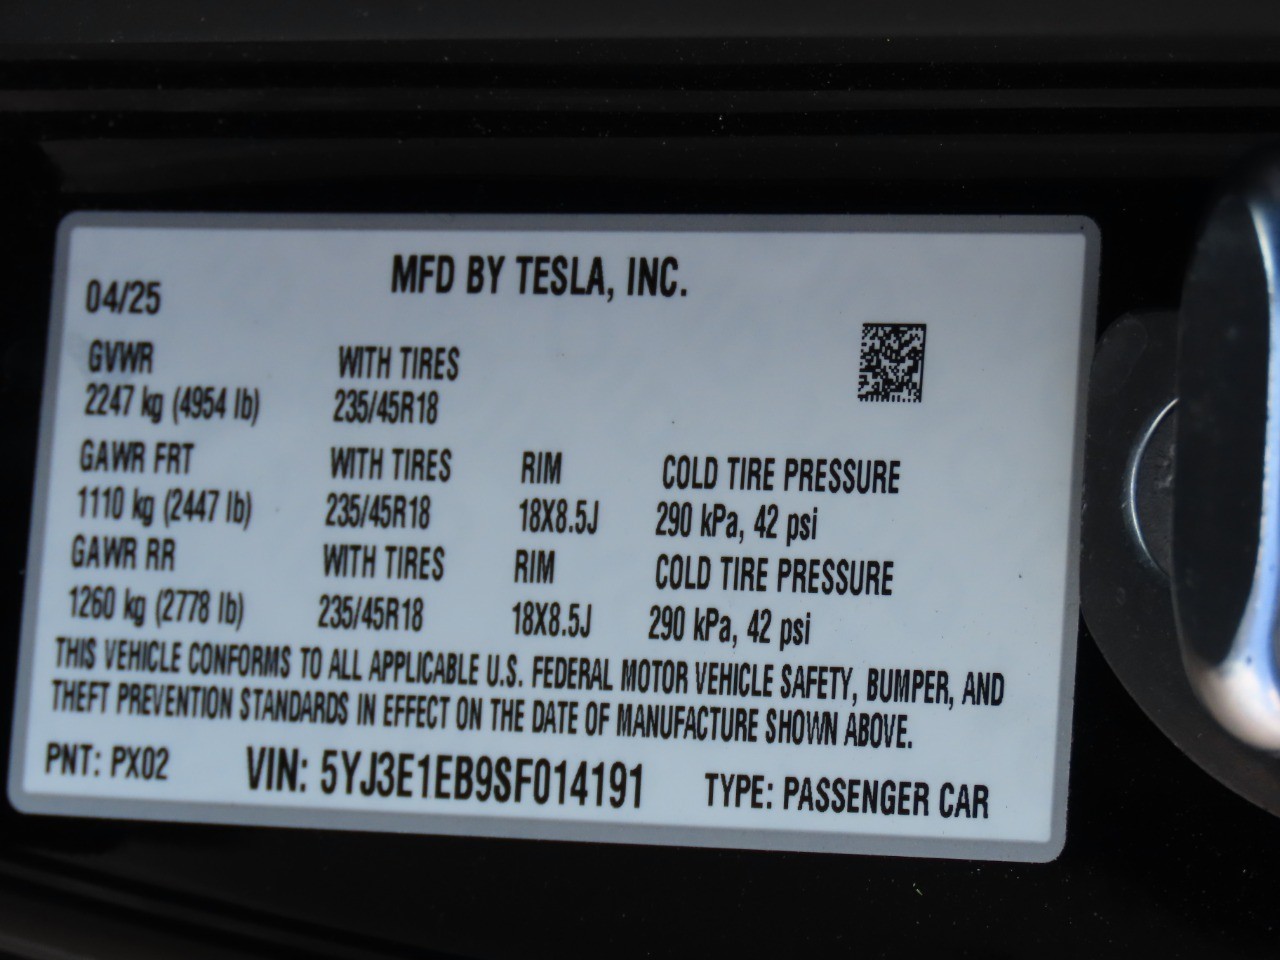 MFD BY TESLA, INC.
04/25
GVWR WITH TIRES
2247 kg (4954 lb) 235/45R18
GAWR FRT WITH TIRES RIM COLD TIRE PRESSURE
1110 kg (2447 lb) 235/45R18 18X8.5J 290 kPa, 42 psi
GAWR RR WITH TIRES RIM COLD TIRE PRESSURE
1260 kg (2778 lb) 235/45R18 18X8.5J 290 kPa, 42 psi
THIS VEHICLE CONFORMS TO ALL APPLICABLE U.S. FEDERAL MOTOR VEHICLE SAFETY, BUMPER, AND
THEFT PREVENTION STANDARDS IN EFFECT ON THE DATE OF MANUFACTURE SHOWN ABOVE.
PNT: PX02 VIN: 5YJ3E1EB9SF014191 TYPE: PASSENGER CAR